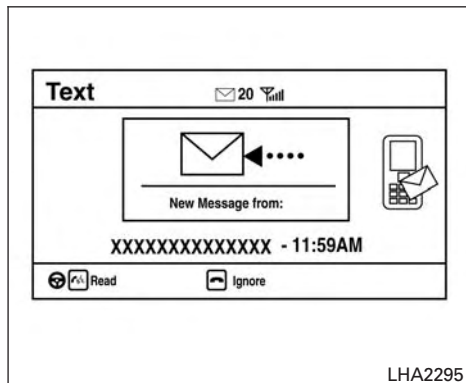 Text
20
New Message from:
XXXXXXXXXXXXXX - 11:59AM
Read Ignore
LHA2295